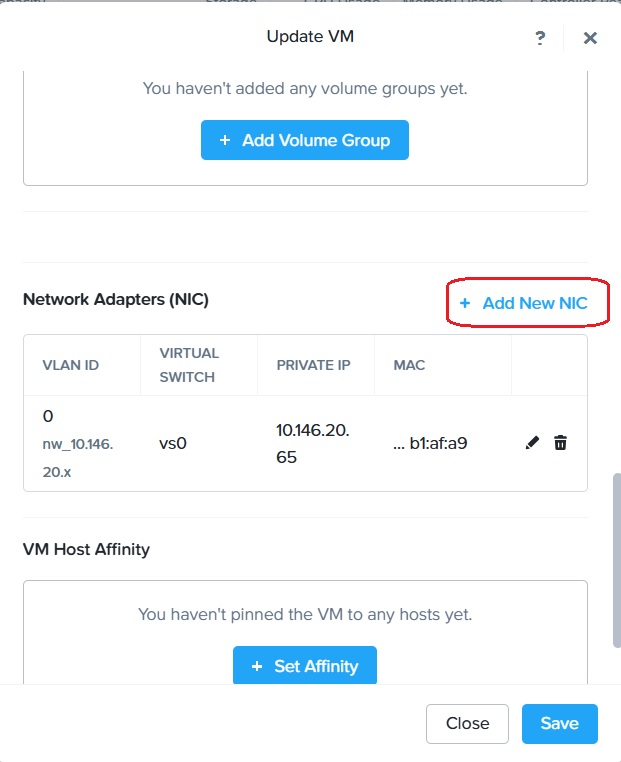 Update VM
?
You haven't added any volume groups yet.
+ Add Volume Group
Network Adapters (NIC)
+ Add New NIC
VLAN ID
VIRTUAL
SWITCH
PRIVATE IP
MAC
0
nw_10.146.
20.x
vs0
10.146.20.
65
... b1:af:a9
VM Host Affinity
You haven't pinned the VM to any hosts yet.
+ Set Affinity
Close
Save